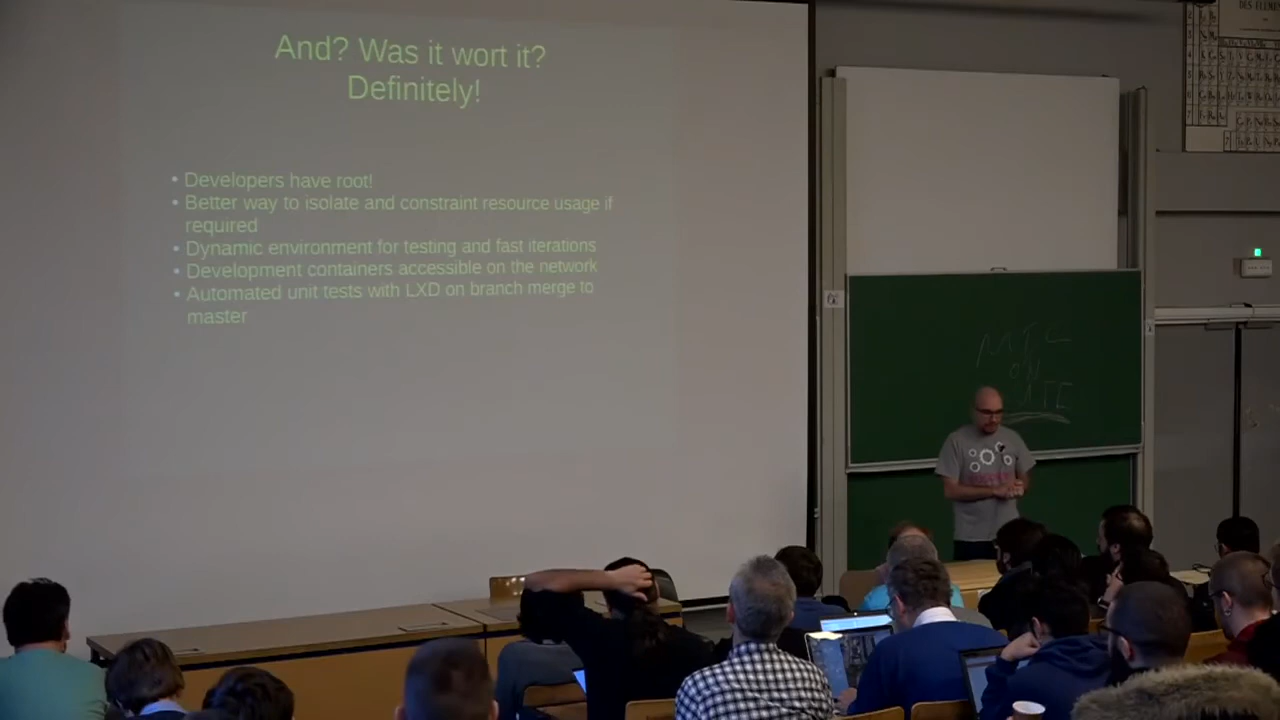 And? Was it wort it?
Definitely!
• Developers have root!
• Better way to isolate and constraint resource usage if
required
• Dynamic environment for testing and fast iterations
• Development containers accessible on the network
• Automated unit tests with LXD on branch merge to
master
ON